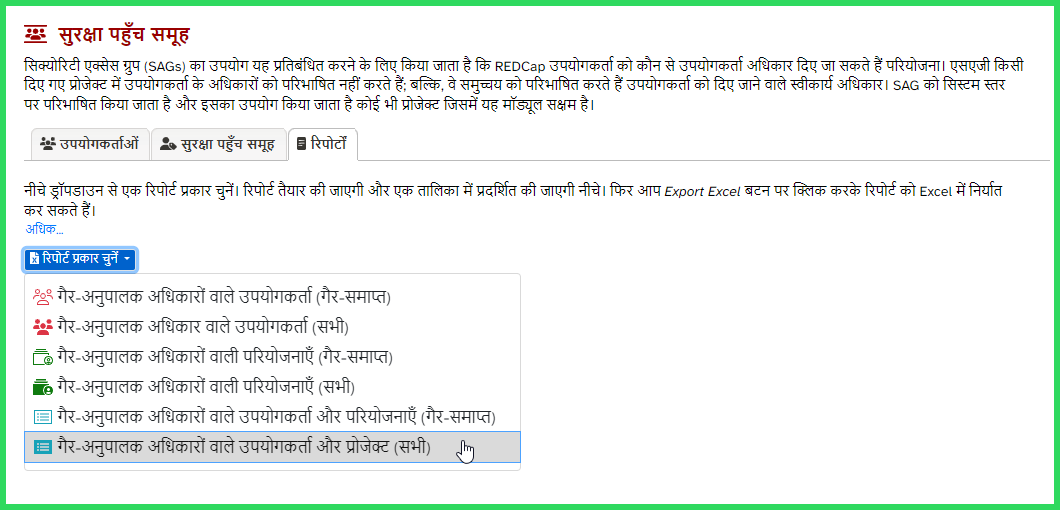 सुरक्षा पहुँच समूह
सिक्योरिटी एक्सेस ग्रुप (SAGs) का उपयोग यह प्रतिबंधित करने के लिए किया जाता है कि REDCap उपयोगकर्ता को कौन से उपयोगकर्ता अधिकार दिए जा सकते हैं परियोजना। एसएजी किसी
दिए गए प्रोजेक्ट में उपयोगकर्ता के अधिकारों को परिभाषित नहीं करते हैं; बल्कि, वे समुच्चय को परिभाषित करते हैं उपयोगकर्ता को दिए जाने वाले स्वीकार्य अधिकार। SAG को सिस्टम स्तर
पर परिभाषित किया जाता है और इसका उपयोग किया जाता है कोई भी प्रोजेक्ट जिसमें यह मॉड्यूल सक्षम है।
उपयोगकर्ताओं सुरक्षा पहुँच समूह रिपोर्टों
नीचे ड्रॉपडाउन से एक रिपोर्ट प्रकार चुनें। रिपोर्ट तैयार की जाएगी और एक तालिका में प्रदर्शित की जाएगी नीचे। फिर आप Export Excel बटन पर क्लिक करके रिपोर्ट को Excel में निर्यात
कर सकते हैं।
अधिक...
रिपोर्ट प्रकार चुनें
गैर-अनुपालक अधिकारों वाले उपयोगकर्ता (गैर-समाप्त)
गैर-अनुपालक अधिकार वाले उपयोगकर्ता (सभी)
गैर-अनुपालक अधिकारों वाली परियोजनाएँ (गैर-समाप्त)
गैर-अनुपालक अधिकारों वाली परियोजनाएँ (सभी)
गैर-अनुपालक अधिकारों वाले उपयोगकर्ता और परियोजनाएँ (गैर-समाप्त)
गैर-अनुपालक अधिकारों वाले उपयोगकर्ता और प्रोजेक्ट (सभी)